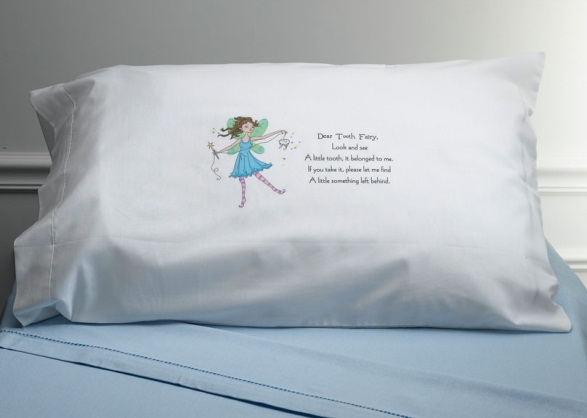 Dear Tooth Fairy,
Look and see
A little tooth, it belonged to me.
If you take it, please let me find
A little something left behind.